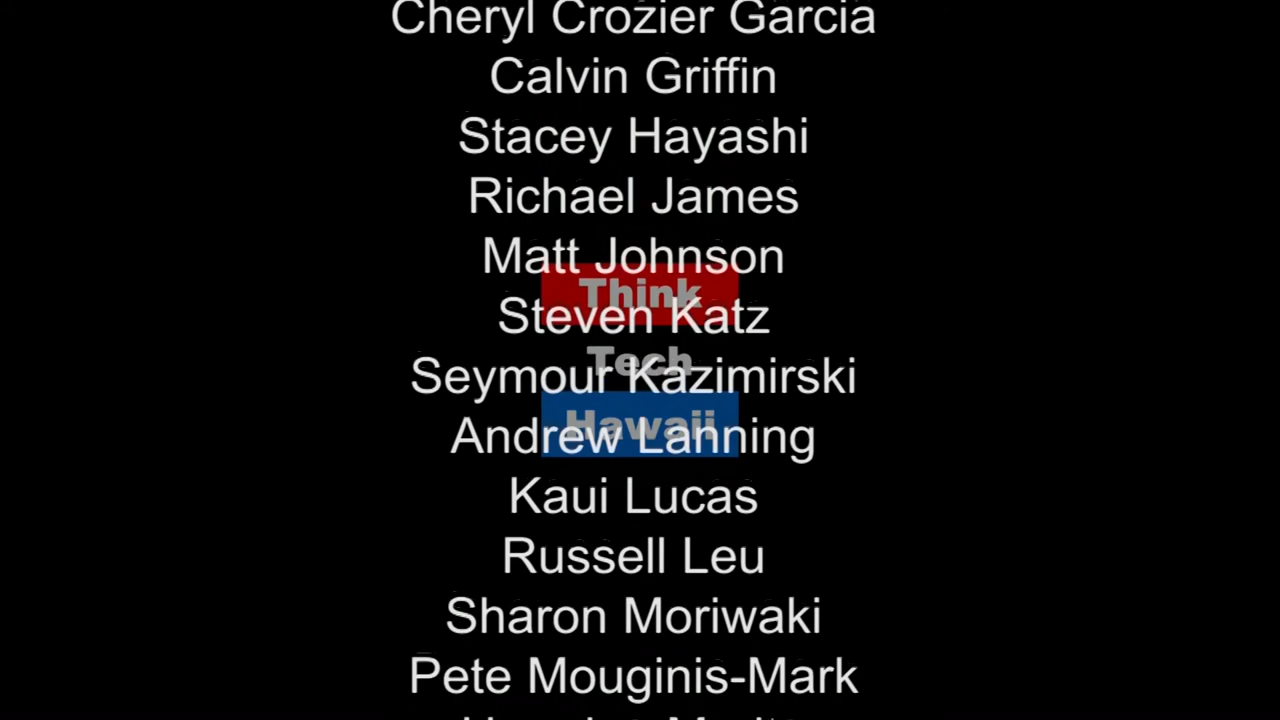 Cheryl Crozier Garcia
Calvin Griffin
Stacey Hayashi
Richael James
Matt Johnson
Think
Steven Katz
Tech
Seymour Kazimirski
Hawaii
Andrew Lanning
Kaui Lucas
Russell Leu
Sharon Moriwaki
Pete Mouginis-Mark